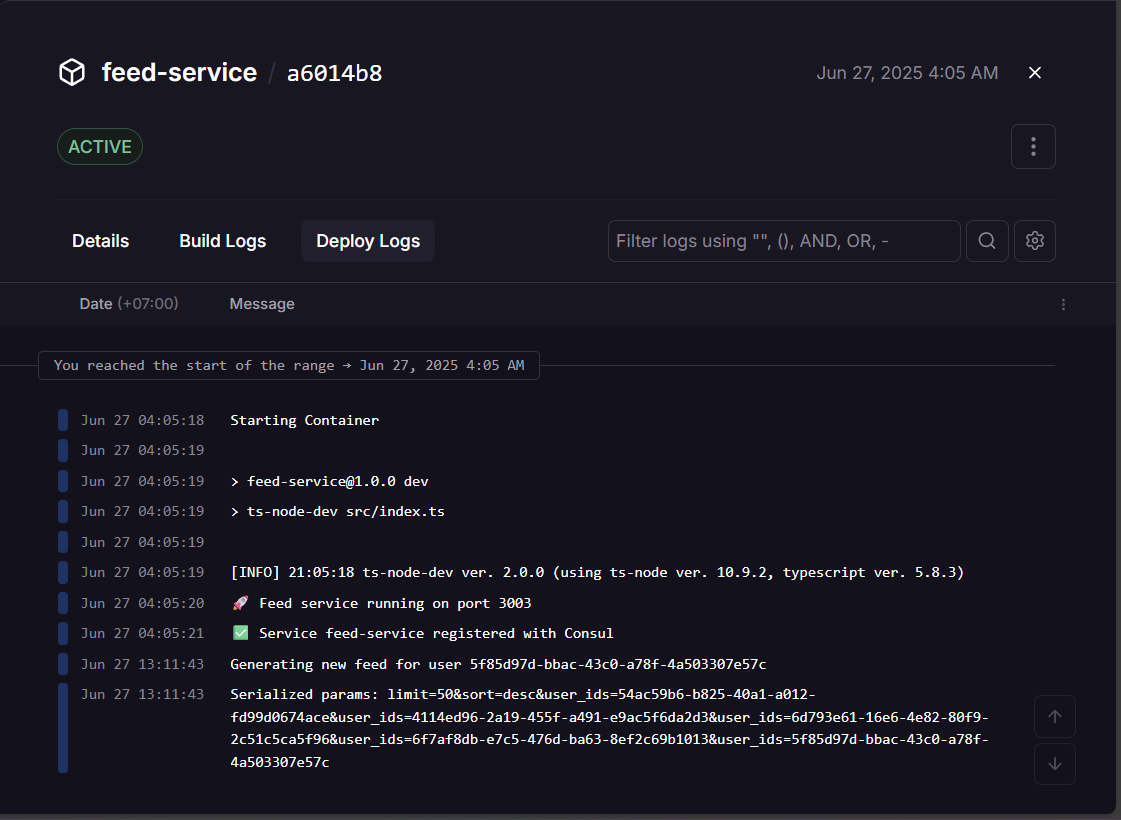 feed-service / a6014b8
Jun 27, 2025 4:05 AM
ACTIVE
Details
Build Logs
Deploy Logs
Filter logs using "", (), AND, OR, -
Date (+07:00)
Message
You reached the start of the range → Jun 27, 2025 4:05 AM
Jun 27 04:05:18 Starting Container
Jun 27 04:05:19
Jun 27 04:05:19 > feed-service@1.0.0 dev
Jun 27 04:05:19 > ts-node-dev src/index.ts
Jun 27 04:05:19
Jun 27 04:05:19 [INFO] 21:05:18 ts-node-dev ver. 2.0.0 (using ts-node ver. 10.9.2, typescript ver. 5.8.3)
Jun 27 04:05:20 🚀 Feed service running on port 3003
Jun 27 04:05:21 ✅ Service feed-service registered with Consul
Jun 27 13:11:43 Generating new feed for user 5f85d97d-bbac-43c0-a78f-4a503307e57c
Jun 27 13:11:43 Serialized params: limit=50&sort=desc&user_ids=54ac59b6-b825-40a1-a012-
fd99d0674ace&user_ids=4114ed96-2a19-455f-a491-e9ac5f6da2d3&user_ids=6d793e61-16e6-4e82-80f9-
2c51c5ca5f96&user_ids=6f7af8db-e7c5-476d-ba63-8ef2c69b1013&user_ids=5f85d97d-bbac-43c0-a78f-
4a503307e57c